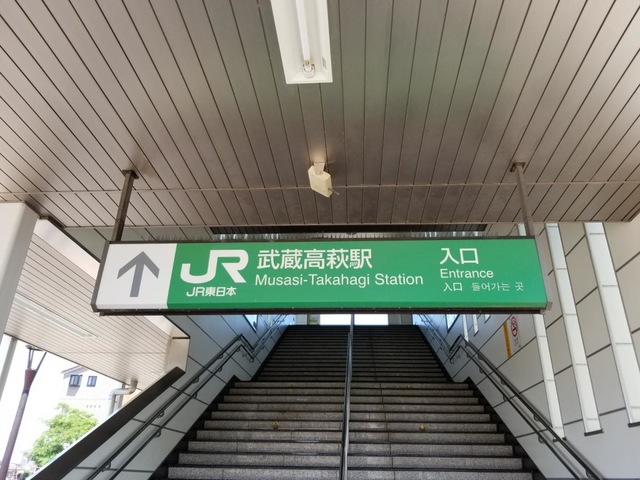 JR
JR東日本
武蔵高萩駅
Musasi-Takahagi Station
入口
Entrance
入口 들어가는 곳